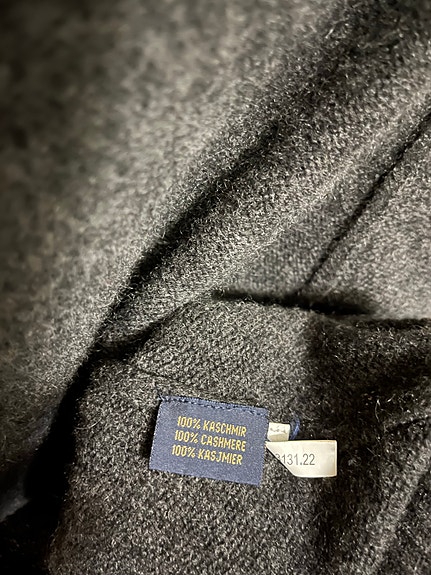 100% KASCHMIR
100% CASHMERE
100% KASJMIER
131.22